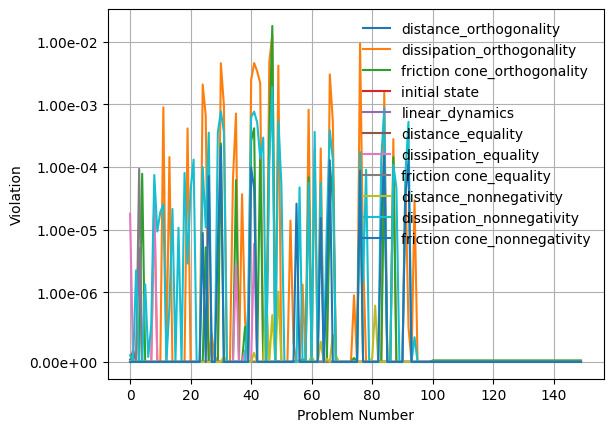 1.00e-02
1.00e-03
1.00e-04
1.00e-05
1.00e-06
0.00e+00
Violation
0
20
40
60
80
100
120
140
Problem Number
distance_orthogonality
dissipation_orthogonality
friction cone_orthogonality
initial state
linear_dynamics
distance_equality
dissipation_equality
friction cone_equality
distance_nonnegativity
dissipation_nonnegativity
friction cone_nonnegativity